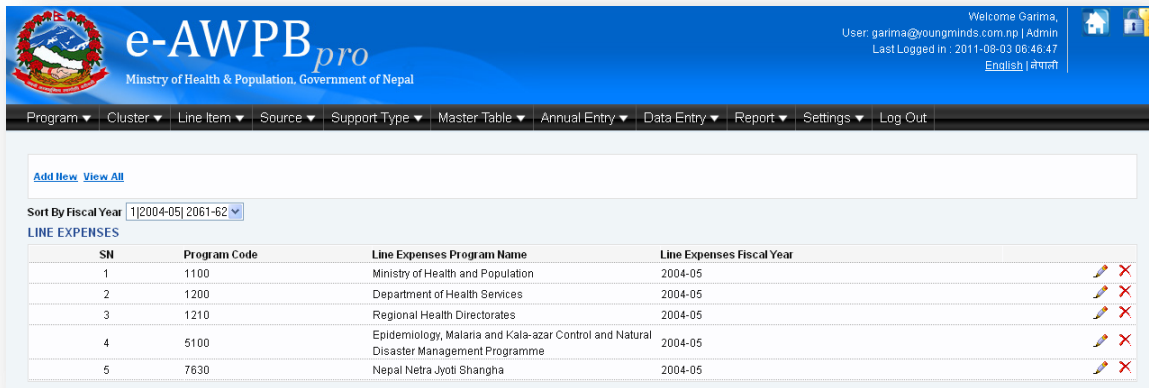 e-AWPB pro
Minstry of Health & Population, Government of Nepal
Welcome Garima,
User: garima@youngminds.com.np | Admin
Last Logged in : 2011-08-03 06:46:47
English | नेपाली
Program ▼ Cluster ▼ Line Item ▼ Source ▼ Support Type ▼ Master Table ▼ Annual Entry ▼ Data Entry ▼ Report ▼ Settings ▼ Log Out
Add New View All
Sort By Fiscal Year 1|2004-05| 2061-62
LINE EXPENSES
SN Program Code Line Expenses Program Name Line Expenses Fiscal Year
1 1100 Ministry of Health and Population 2004-05
2 1200 Department of Health Services 2004-05
3 1210 Regional Health Directorates 2004-05
4 5100 Epidemiology, Malaria and Kala-azar Control and Natural
Disaster Management Programme 2004-05
5 7630 Nepal Netra Jyoti Shangha 2004-05